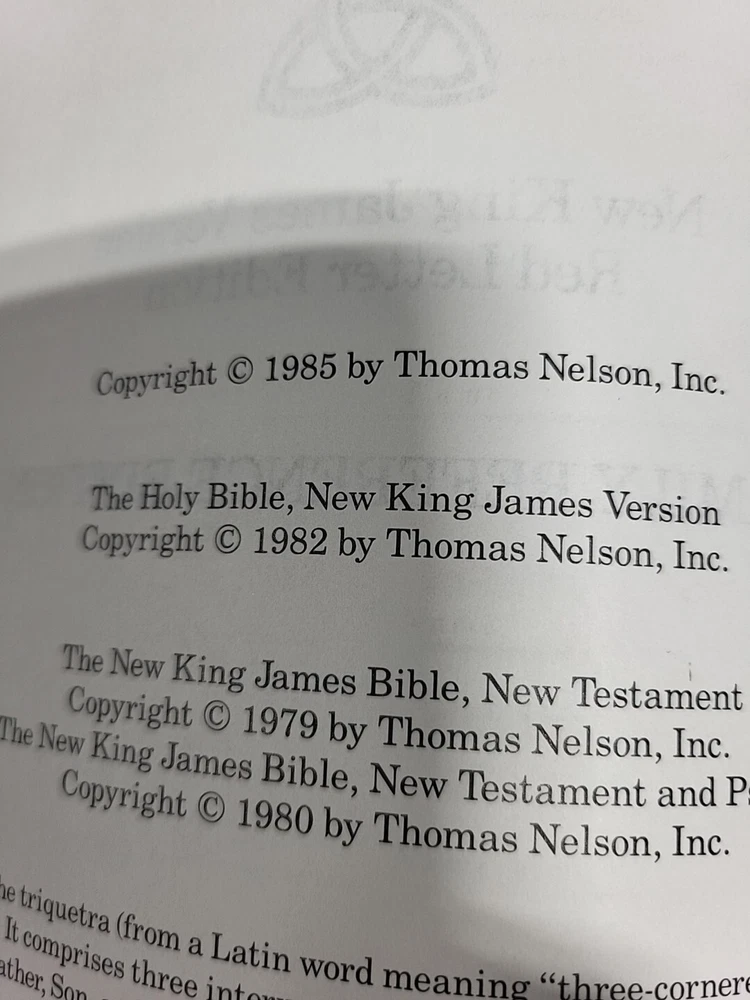 Copyright © 1985 by Thomas Nelson, Inc.
The Holy Bible, New King James Version
Copyright © 1982 by Thomas Nelson, Inc.
The New King James Bible, New Testament
Copyright © 1979 by Thomas Nelson, Inc.
The New King James Bible, New Testament and
Copyright © 1980 by Thomas Nelson, Inc.
triquetra (from a Latin word meaning “three-
It comprises three
Son